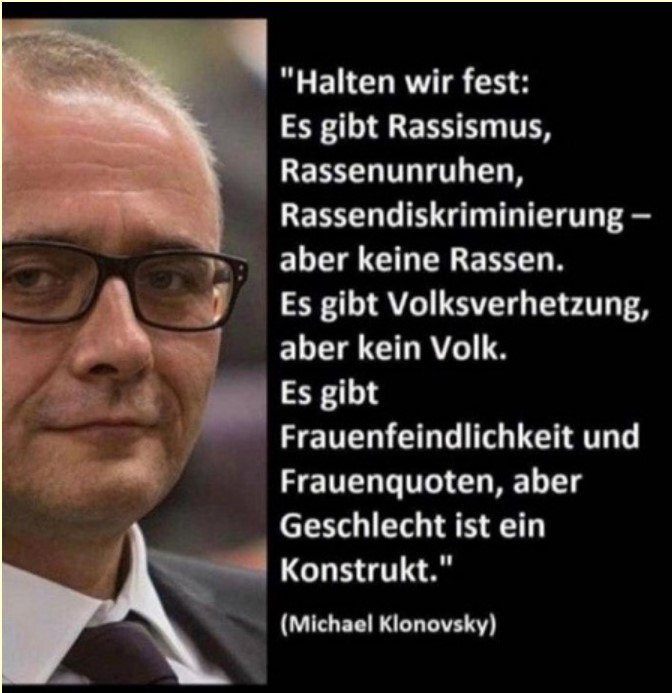 "Halten wir fest:
Es gibt Rassismus,
Rassenunruhen,
Rassendiskriminierung –
aber keine Rassen.
Es gibt Volksverhetzung,
aber kein Volk.
Es gibt
Frauenfeindlichkeit und
Frauenquoten, aber
Geschlecht ist ein
Konstrukt."
(Michael Klonovsky)